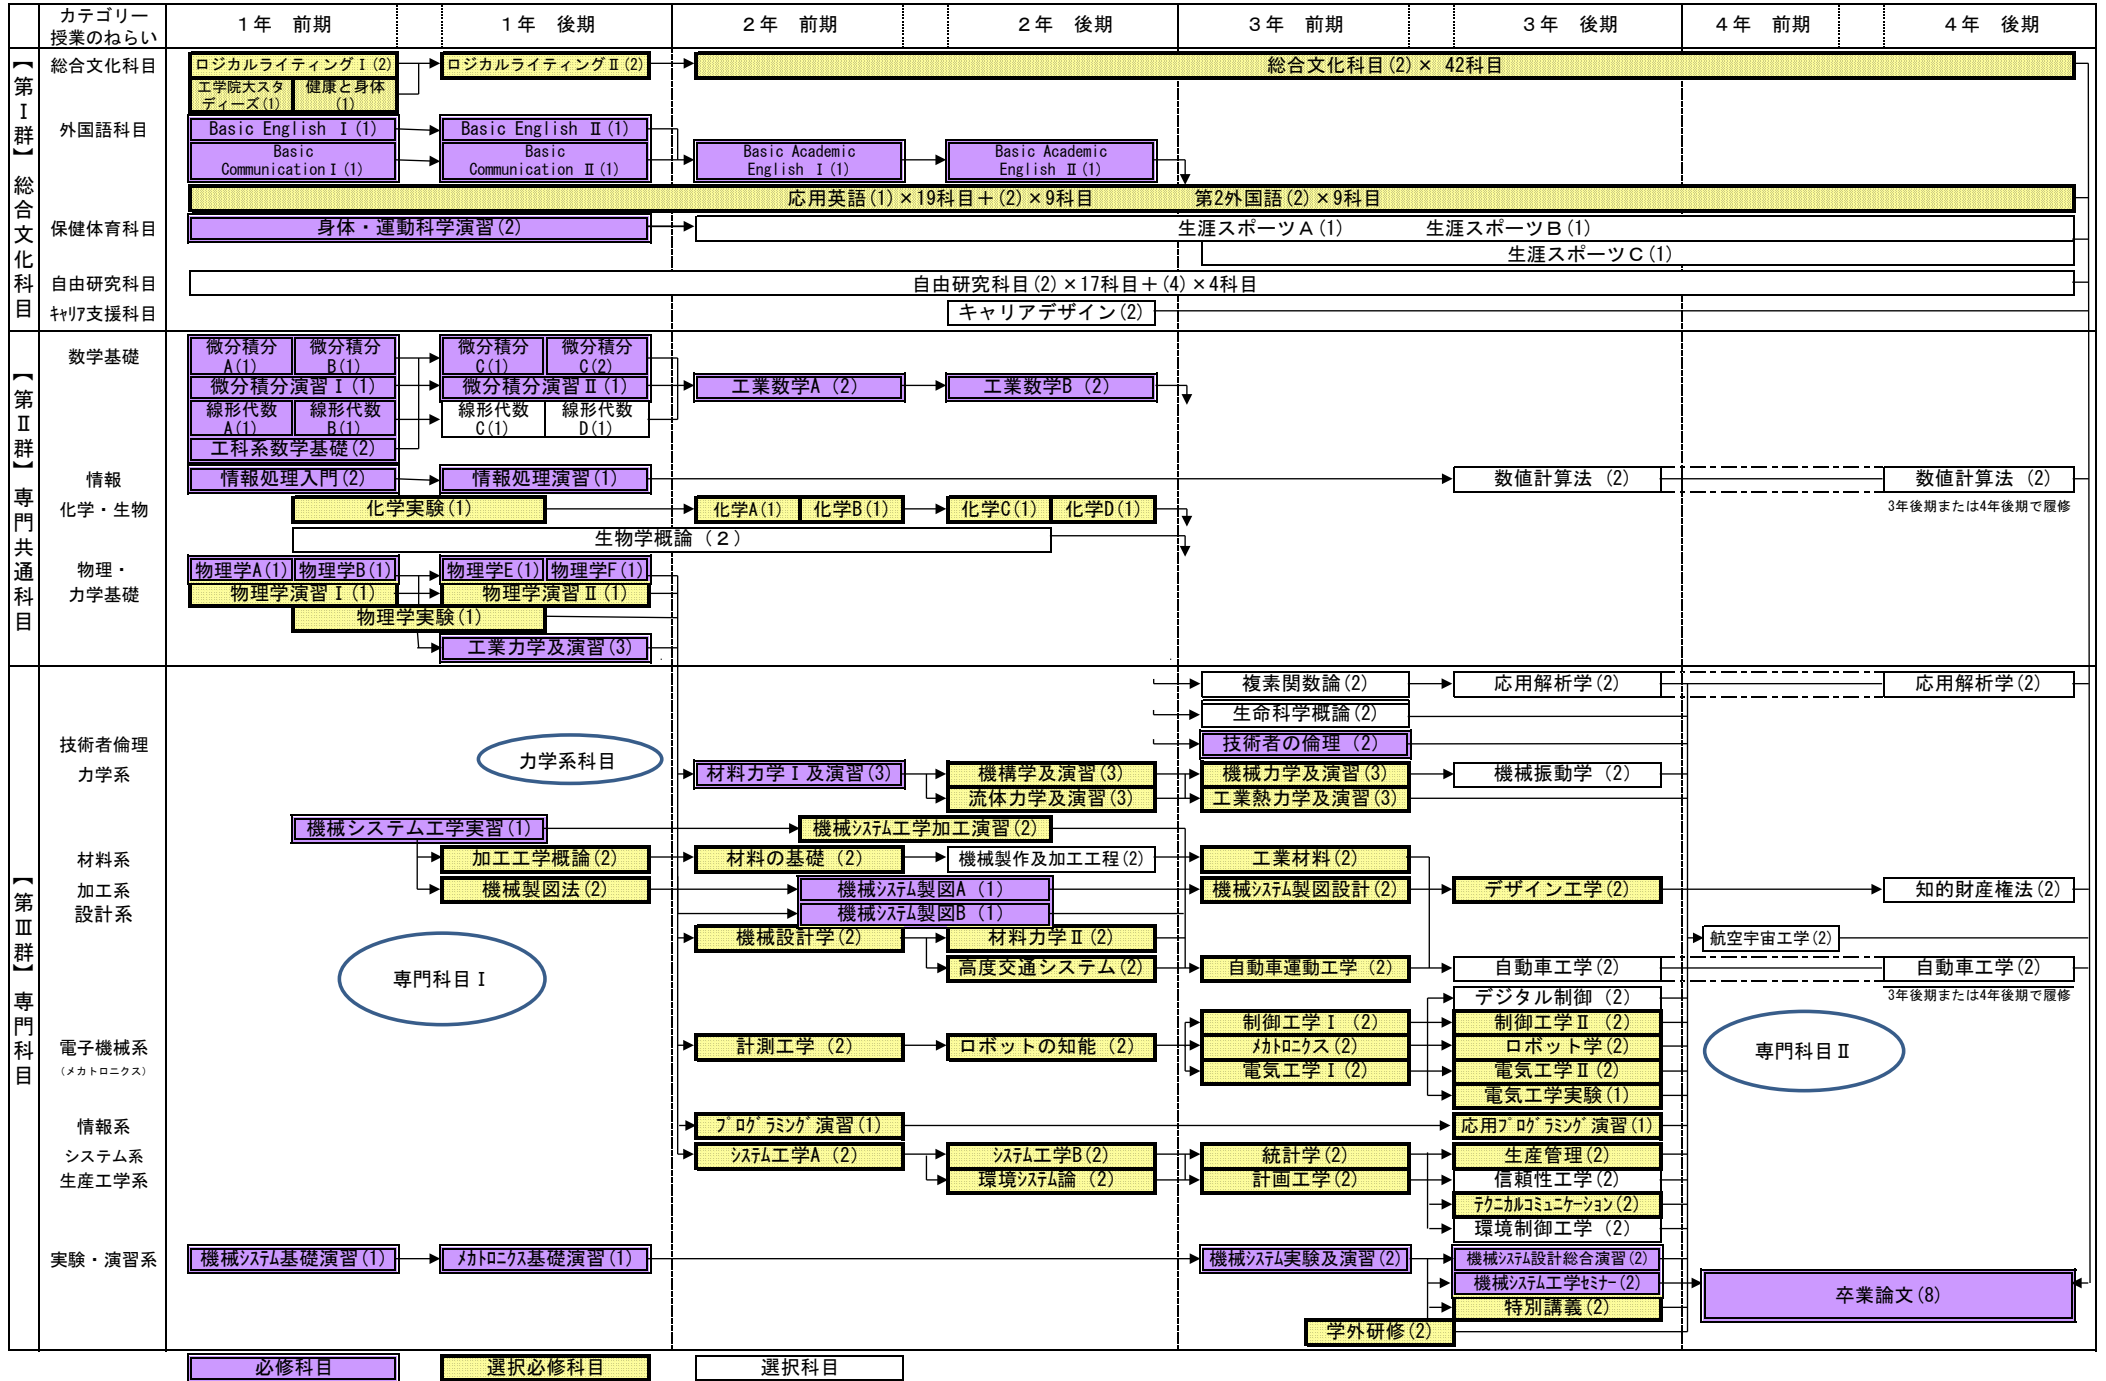 カテゴリー
授業のねらい
1年 前期
1年 後期
2年 前期
2年 後期
3年 前期
3年 後期
4年 前期
4年 後期
【第Ⅰ群】総合文化科目
総合文化科目
ロジカルライティングⅠ(2)
ロジカルライティングⅡ(2)
総合文化科目(2)× 42科目
工学院大スタ
ディーズ(1)
健康と身体
(1)
外国語科目
Basic English Ⅰ(1)
Basic English Ⅱ(1)
Basic
Communication Ⅰ(1)
Basic
Communication Ⅱ(1)
Basic Academic
English Ⅰ(1)
Basic Academic
English Ⅱ(1)
応用英語(1)×19科目＋(2)×9科目 第2外国語(2)×9科目
保健体育科目
身体・運動科学演習(2)
生涯スポーツA(1) 生涯スポーツB(1)
生涯スポーツC(1)
自由研究科目
自由研究科目(2)×17科目＋(4)×4科目
ｷｬﾘｱ支援科目
キャリアデザイン(2)
【第Ⅱ群】専門共通科目
数学基礎
微分積分
A(1)
微分積分
B(1)
微分積分
C(1)
微分積分
C(2)
微分積分演習Ⅰ(1)
微分積分演習Ⅱ(1)
工業数学A (2)
工業数学B (2)
線形代数
A(1)
線形代数
B(1)
線形代数
C(1)
線形代数
D(1)
工科系数学基礎(2)
情報
情報処理入門(2)
情報処理演習(1)
数値計算法 (2)
数値計算法 (2)
3年後期または4年後期で履修
化学・生物
化学実験(1)
化学A(1)
化学B(1)
化学C(1)
化学D(1)
生物学概論(２)
物理・
力学基礎
物理学A(1)
物理学B(1)
物理学E(1)
物理学F(1)
物理学演習Ⅰ(1)
物理学演習Ⅱ(1)
物理学実験(1)
工業力学及演習(3)
【第Ⅲ群】専門科目
複素関数論(2)
応用解析学(2)
応用解析学(2)
生命科学概論(2)
技術者倫理
技術者の倫理 (2)
力学系
力学系科目
材料力学Ⅰ及演習(3)
機構学及演習(3)
機械力学及演習(3)
機械振動学 (2)
流体力学及演習(3)
工業熱力学及演習(3)
機械システム工学実習(1)
機械ｼｽﾃﾑ工学加工演習(2)
材料系
加工工学概論(2)
材料の基礎 (2)
機械製作及加工工程(2)
工業材料(2)
加工系
設計系
機械製図法(2)
機械ｼｽﾃﾑ製図A (1)
機械ｼｽﾃﾑ製図設計(2)
デザイン工学(2)
知的財産権法(2)
機械ｼｽﾃﾑ製図B (1)
機械設計学(2)
材料力学Ⅱ(2)
航空宇宙工学(2)
専門科目Ⅰ
高度交通システム(2)
自動車運動工学 (2)
自動車工学(2)
自動車工学(2)
3年後期または4年後期で履修
デジタル制御 (2)
制御工学Ⅰ (2)
制御工学Ⅱ (2)
電子機械系
(メカトロニクス)
計測工学 (2)
ロボットの知能 (2)
ﾒｶﾄﾛﾆｸｽ(2)
ロボット学(2)
専門科目Ⅱ
電気工学Ⅰ(2)
電気工学Ⅱ(2)
電気工学実験(1)
情報系
ﾌﾟﾛｸﾞﾗﾐﾝｸﾞ演習(1)
応用ﾌﾟﾛｸﾞﾗﾐﾝｸﾞ演習(1)
システム系
生産工学系
ｼｽﾃﾑ工学A (2)
ｼｽﾃﾑ工学B(2)
統計学(2)
生産管理(2)
環境ｼｽﾃﾑ論 (2)
計画工学(2)
信頼性工学(2)
ﾃｸﾆｶﾙｺﾐｭﾆｹｰｼｮﾝ(2)
環境制御工学 (2)
実験・演習系
機械ｼｽﾃﾑ基礎演習(1)
ﾒｶﾄﾛﾆｸｽ基礎演習(1)
機械ｼｽﾃﾑ実験及演習(2)
機械ｼｽﾃﾑ設計総合演習(2)
機械ｼｽﾃﾑ工学ｾﾐﾅｰ(2)
卒業論文(8)
特別講義(2)
学外研修(2)
必修科目
選択必修科目
選択科目